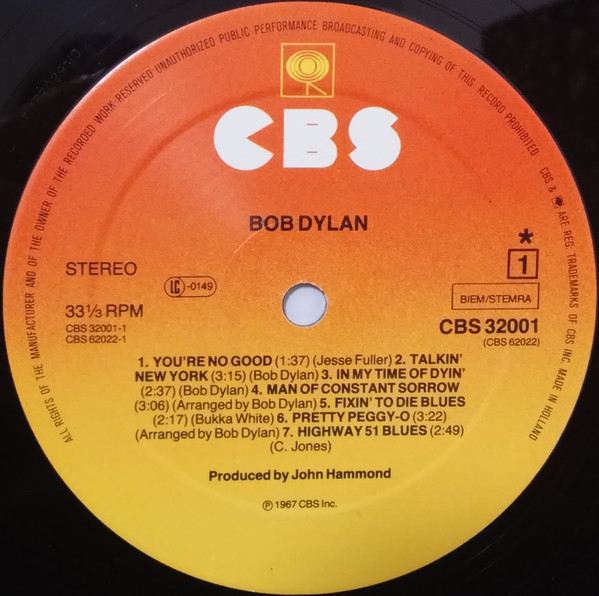 ALL RIGHTS OF THE MANUFACTURER AND OF THE OWNER OF THE RECORDED WORK RESERVED UNAUTHORIZED PUBLIC PERFORMANCE BROADCASTING AND COPYING OF THIS RECORD PROHIBITED
CBS & ARE REG. TRADEMARKS OF CBS INC. MADE IN HOLLAND
CBS
BOB DYLAN
STEREO
LC-0149
*
1
33⅓ RPM
BIEM/STEMRA
CBS 32001-1
CBS 62022-1
CBS 32001
(CBS 62022)
1. YOU'RE NO GOOD (1:37) (Jesse Fuller) 2. TALKIN'
NEW YORK (3:15) (Bob Dylan) 3. IN MY TIME OF DYIN'
(2:37) (Bob Dylan) 4. MAN OF CONSTANT SORROW
(3:06) (Arranged by Bob Dylan) 5. FIXIN' TO DIE BLUES
(2:17) (Bukka White) 6. PRETTY PEGGY-O (3:22)
(Arranged by Bob Dylan) 7. HIGHWAY 51 BLUES (2:49)
(C. Jones)
Produced by John Hammond
℗ 1967 CBS Inc.